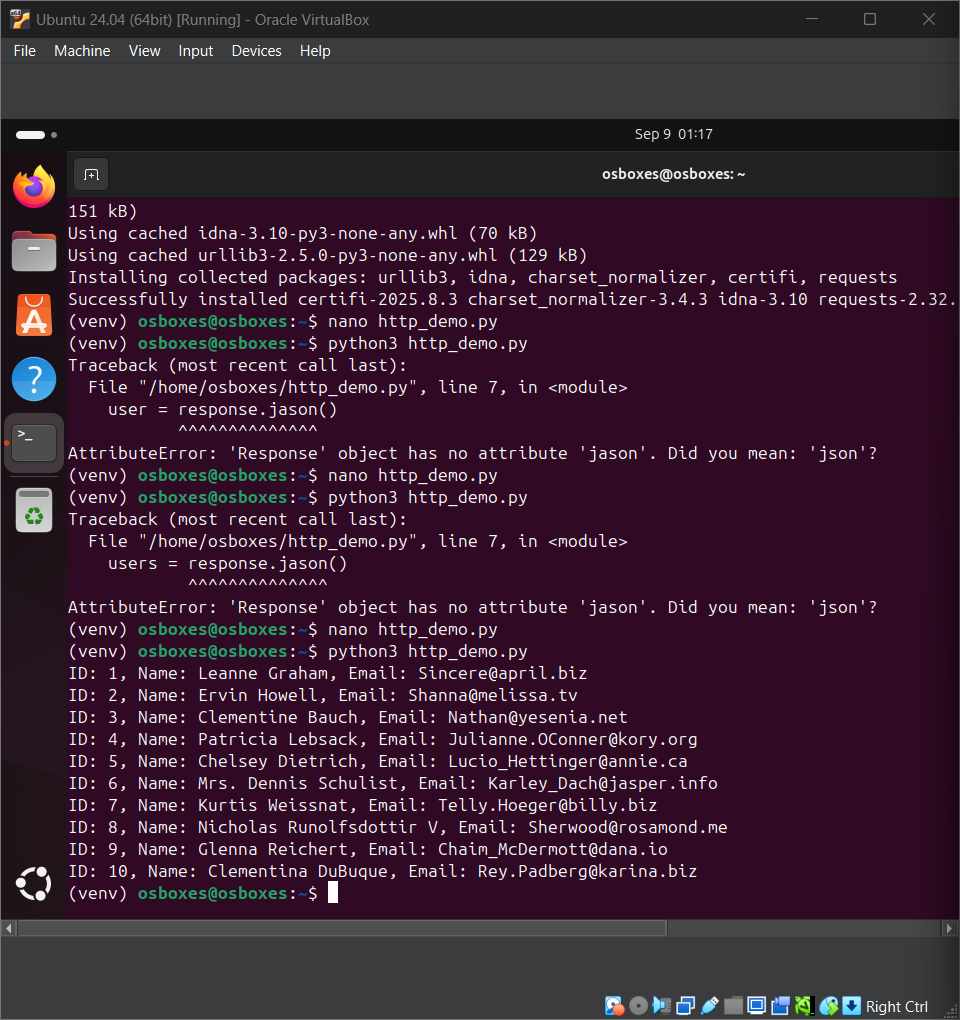 Ubuntu 24.04 (64bit) [Running] - Oracle VirtualBox
File Machine View Input Devices Help
Sep 9 01:17
osboxes@osboxes: ~
151 kB)
Using cached idna-3.10-py3-none-any.whl (70 kB)
Using cached urllib3-2.5.0-py3-none-any.whl (129 kB)
Installing collected packages: urllib3, idna, charset_normalizer, certifi, requests
Successfully installed certifi-2025.8.3 charset_normalizer-3.4.3 idna-3.10 requests-2.32.
(venv) osboxes@osboxes:~$ nano http_demo.py
(venv) osboxes@osboxes:~$ python3 http_demo.py
Traceback (most recent call last):
  File "/home/osboxes/http_demo.py", line 7, in <module>
    user = response.jason()
           ^^^^^^^^^^^^^^
AttributeError: 'Response' object has no attribute 'jason'. Did you mean: 'json'?
(venv) osboxes@osboxes:~$ nano http_demo.py
(venv) osboxes@osboxes:~$ python3 http_demo.py
Traceback (most recent call last):
  File "/home/osboxes/http_demo.py", line 7, in <module>
    users = response.jason()
            ^^^^^^^^^^^^^^
AttributeError: 'Response' object has no attribute 'jason'. Did you mean: 'json'?
(venv) osboxes@osboxes:~$ nano http_demo.py
(venv) osboxes@osboxes:~$ python3 http_demo.py
ID: 1, Name: Leanne Graham, Email: Sincere@april.biz
ID: 2, Name: Ervin Howell, Email: Shanna@melissa.tv
ID: 3, Name: Clementine Bauch, Email: Nathan@yesenia.net
ID: 4, Name: Patricia Lebsack, Email: Julianne.OConner@kory.org
ID: 5, Name: Chelsey Dietrich, Email: Lucio_Hettinger@annie.ca
ID: 6, Name: Mrs. Dennis Schulist, Email: Karley_Dach@jasper.info
ID: 7, Name: Kurtis Weissnat, Email: Telly.Hoeger@billy.biz
ID: 8, Name: Nicholas Runolfsdottir V, Email: Sherwood@rosamond.me
ID: 9, Name: Glenna Reichert, Email: Chaim_McDermott@dana.io
ID: 10, Name: Clementina DuBuque, Email: Rey.Padberg@karina.biz
(venv) osboxes@osboxes:~$
Right Ctrl